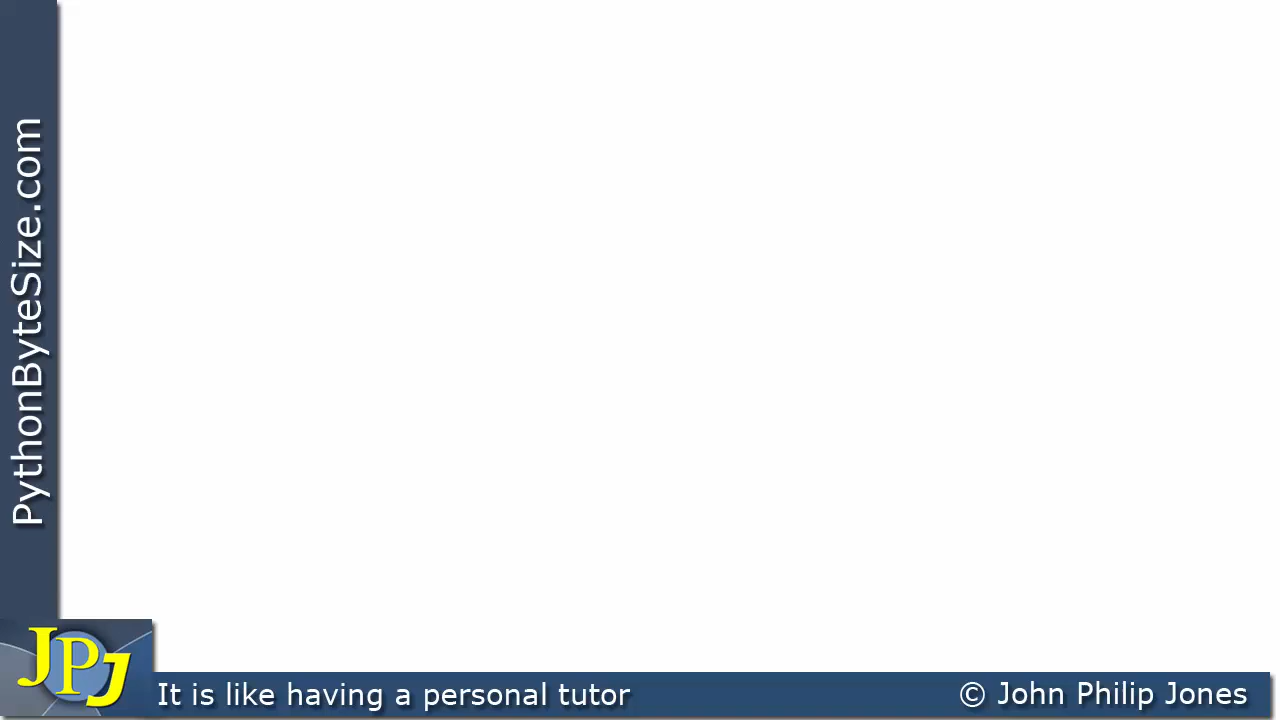 PythonByteSize.com
JPJ
It is like having a personal tutor
© John Philip Jones